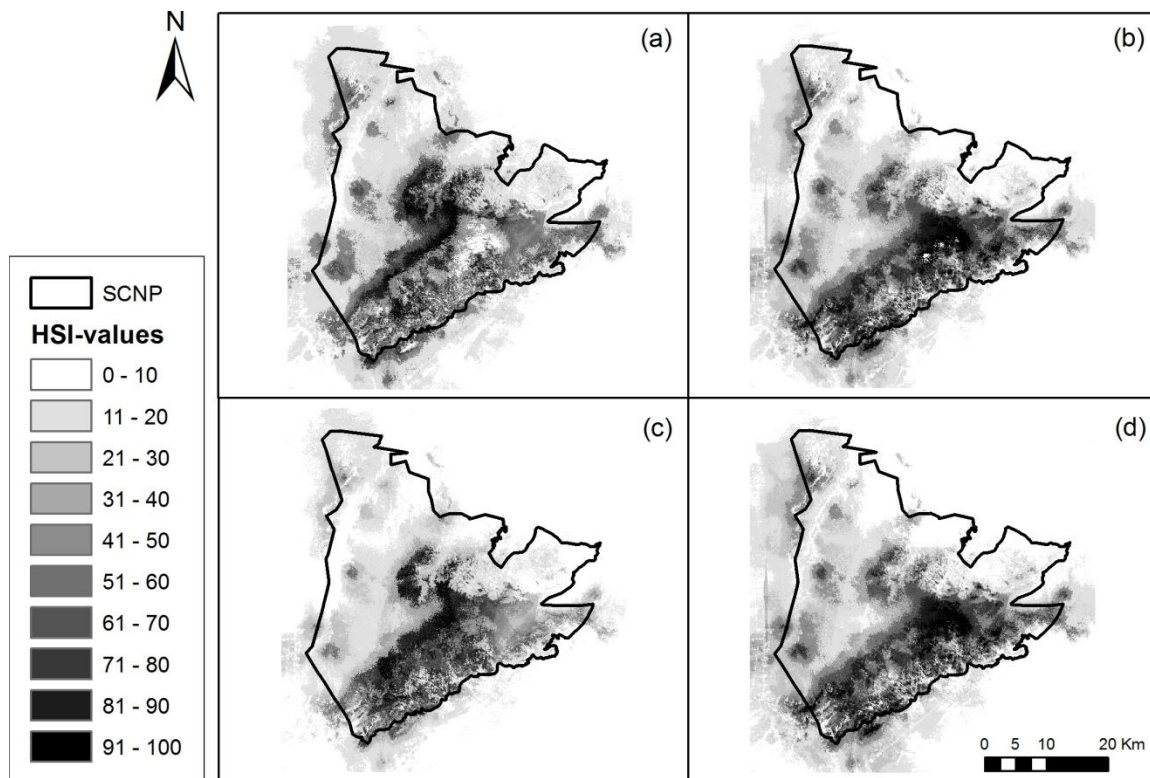 N
(a)
(b)
SCNP
HSI-values
0 - 10
11 - 20
21 - 30
31 - 40
41 - 50
51 - 60
61 - 70
71 - 80
81 - 90
91 - 100
(c)
(d)
0 5 10 20 Km